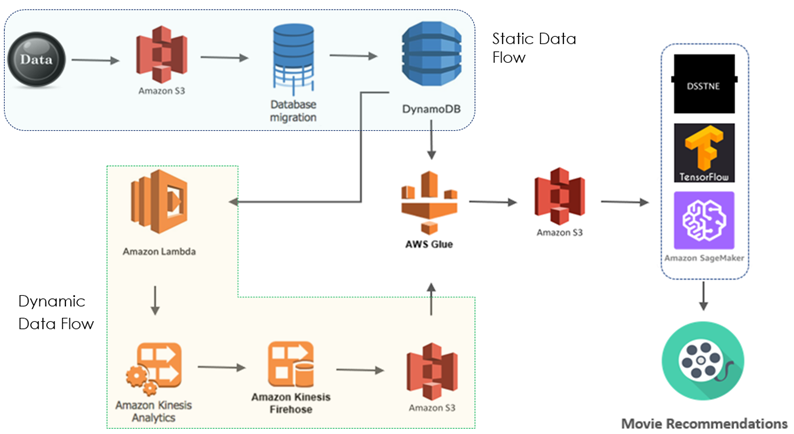 Data
Amazon S3
Database
migration
DynamoDB
Static Data
Flow
DSSTNE
TensorFlow
Amazon SageMaker
Amazon Lambda
AWS Glue
Amazon S3
Dynamic
Data Flow
Amazon Kinesis
Analytics
Amazon Kinesis
Firehose
Amazon S3
Movie Recommendations